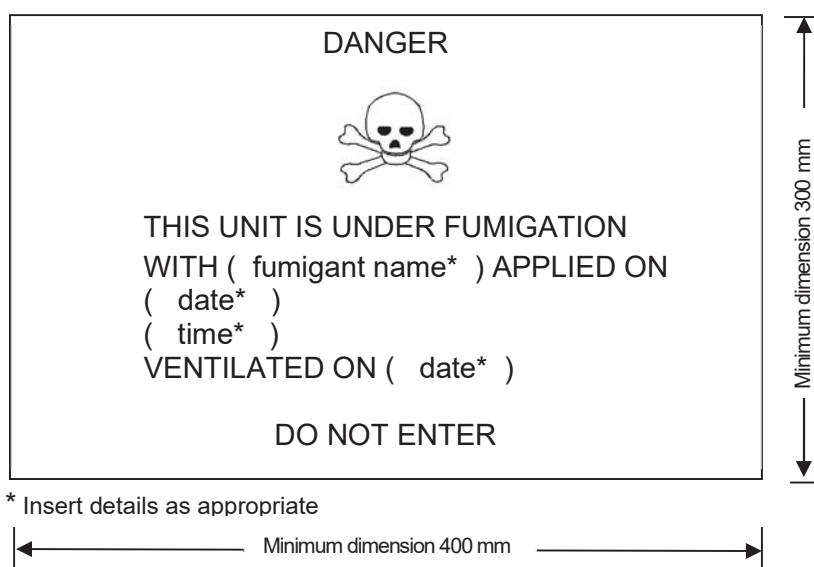 DANGER
THIS UNIT IS UNDER FUMIGATION
WITH ( fumigant name* ) APPLIED ON
( date* )
( time* )
VENTILATED ON ( date* )
DO NOT ENTER
Minimum dimension 300 mm
* Insert details as appropriate
Minimum dimension 400 mm